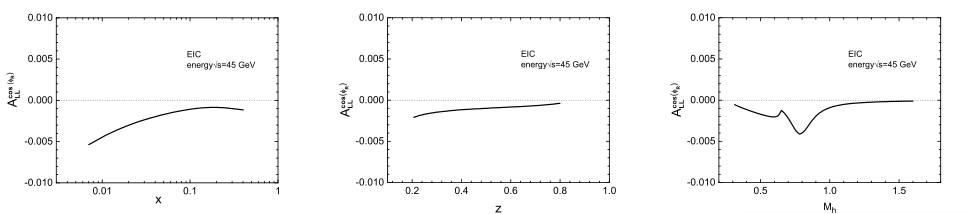 0.010
0.005
0.000
-0.005
-0.010
A_LL^cos(ϕ_R)
EIC
energy√s=45 GeV
0.01
0.1
1
x
0.010
0.005
0.000
-0.005
-0.010
A_LL^cos(ϕ_R)
EIC
energy√s=45 GeV
0.2
0.4
0.6
0.8
1.0
z
0.010
0.005
0.000
-0.005
-0.010
A_LL^cos(ϕ_R)
EIC
energy√s=45 GeV
0.5
1.0
1.5
M_h